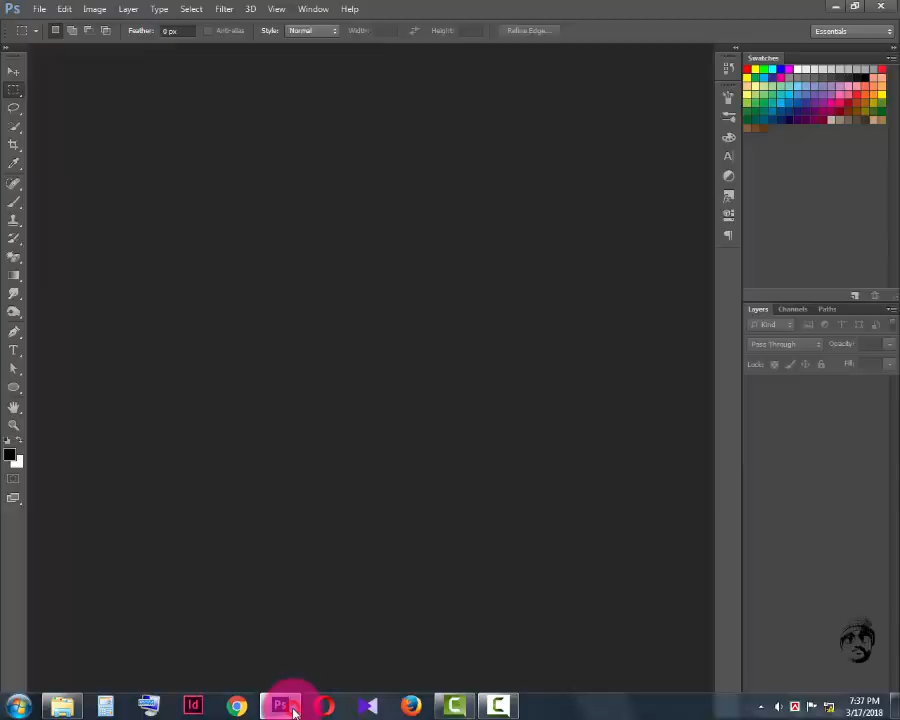 Ps File Edit Image Layer Type Select Filter 3D View Window Help
Feather: 0 px Anti-alias Style: Normal Width: Height: Refine Edge... Essentials
Swatches
Layers Channels Paths
Kind
Pass Through Opacity:
Lock: Fill:
Id Ps
7:37 PM
3/17/2018